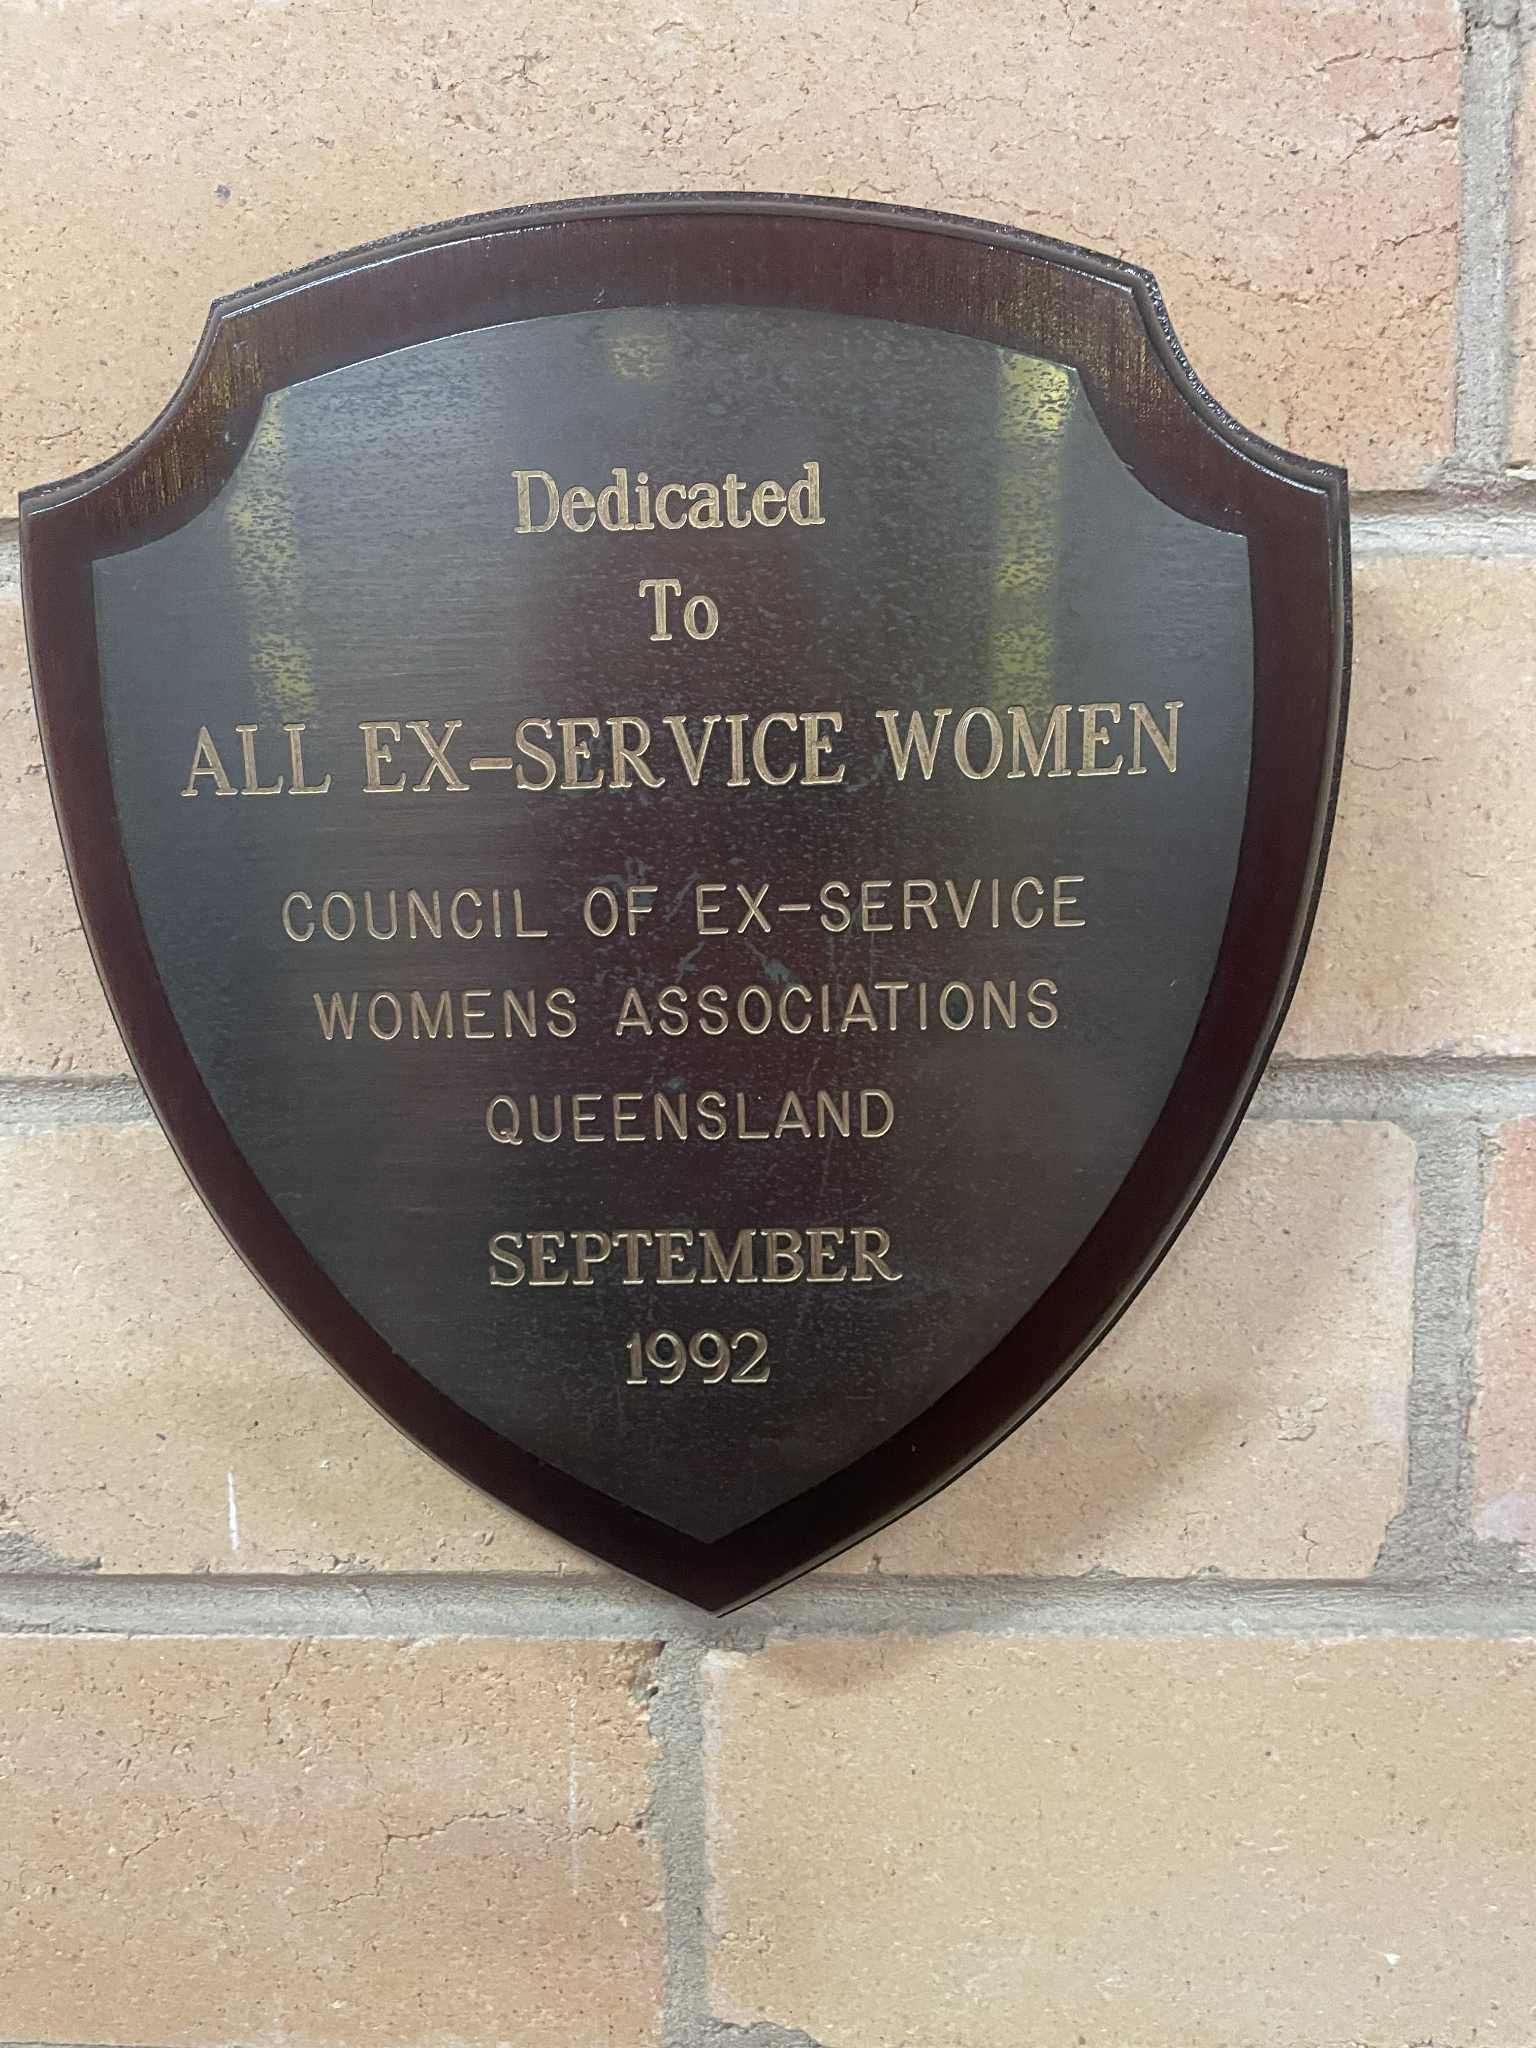 Dedicated
To
ALL EX-SERVICE WOMEN
COUNCIL OF EX-SERVICE
WOMENS ASSOCIATIONS
QUEENSLAND
SEPTEMBER
1992